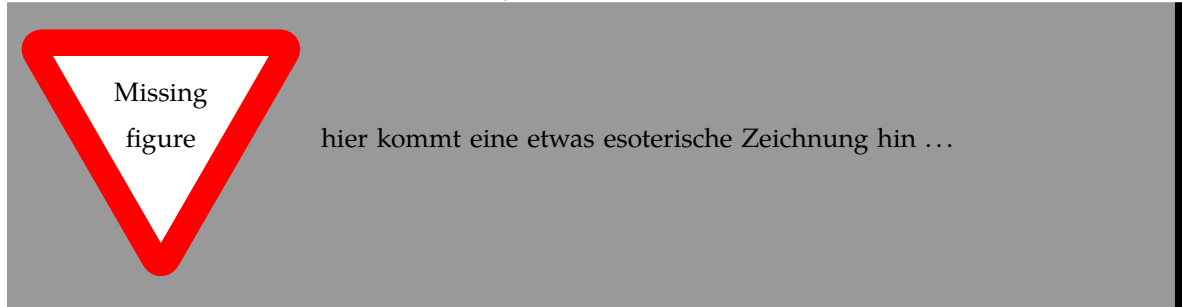 Missing
figure
hier kommt eine etwas esoterische Zeichnung hin ...